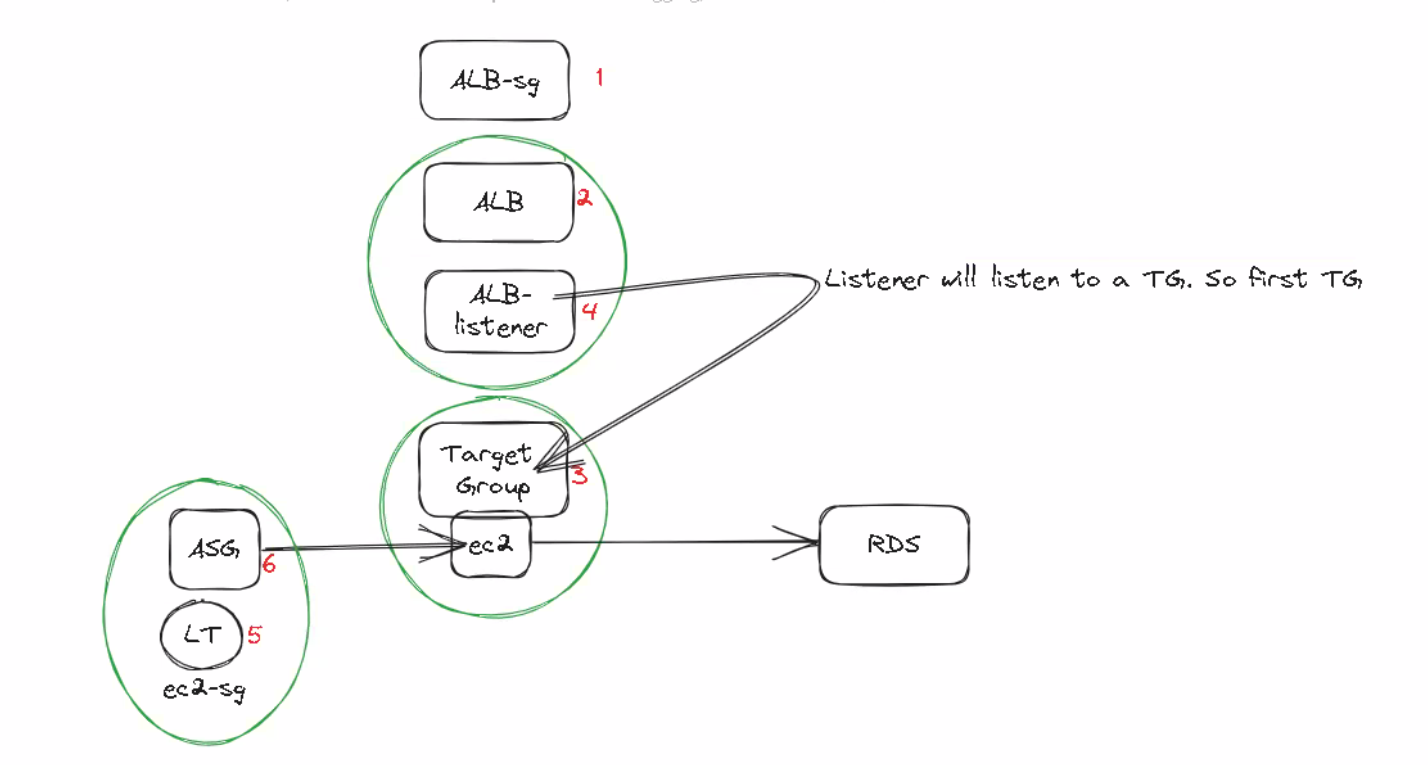 ALB-sg
1
ALB
2
ALB-
listener
4
Listener will listen to a TG. So first TG
Target
Group
3
ASG
6
ec2
RDS
LT
5
ec2-sg